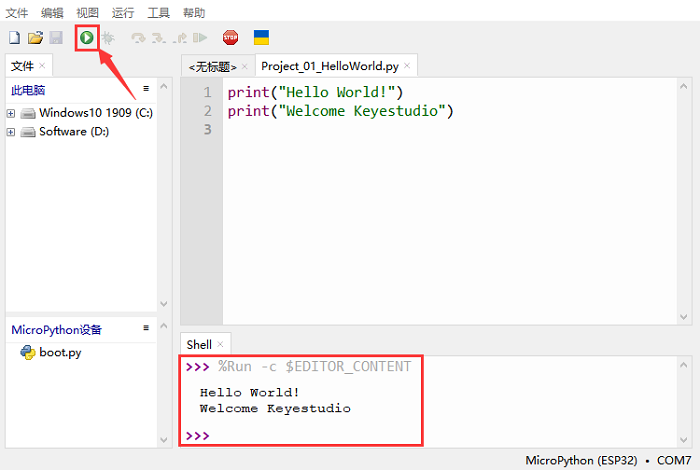 文件 编辑 视图 运行 工具 帮助
STOP
文件
<无标题>
Project_01_HelloWorld.py
此电脑
Windows10 1909 (C:)
Software (D:)
1 print("Hello World!")
2 print("Welcome Keyestudio")
3
MicroPython设备
boot.py
Shell
>>> %Run -c $EDITOR_CONTENT
Hello World!
Welcome Keyestudio
>>>
MicroPython (ESP32) • COM7